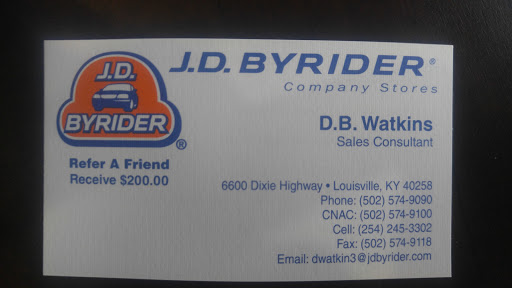 J.D.
BYRIDER®
Refer A Friend
Receive $200.00
J.D. BYRIDER®
Company Stores
D.B. Watkins
Sales Consultant
6600 Dixie Highway • Louisville, KY 40258
Phone: (502) 574-9090
CNAC: (502) 574-9100
Cell: (254) 245-3302
Fax: (502) 574-9118
Email: dwatkin3@jdbyrider.com